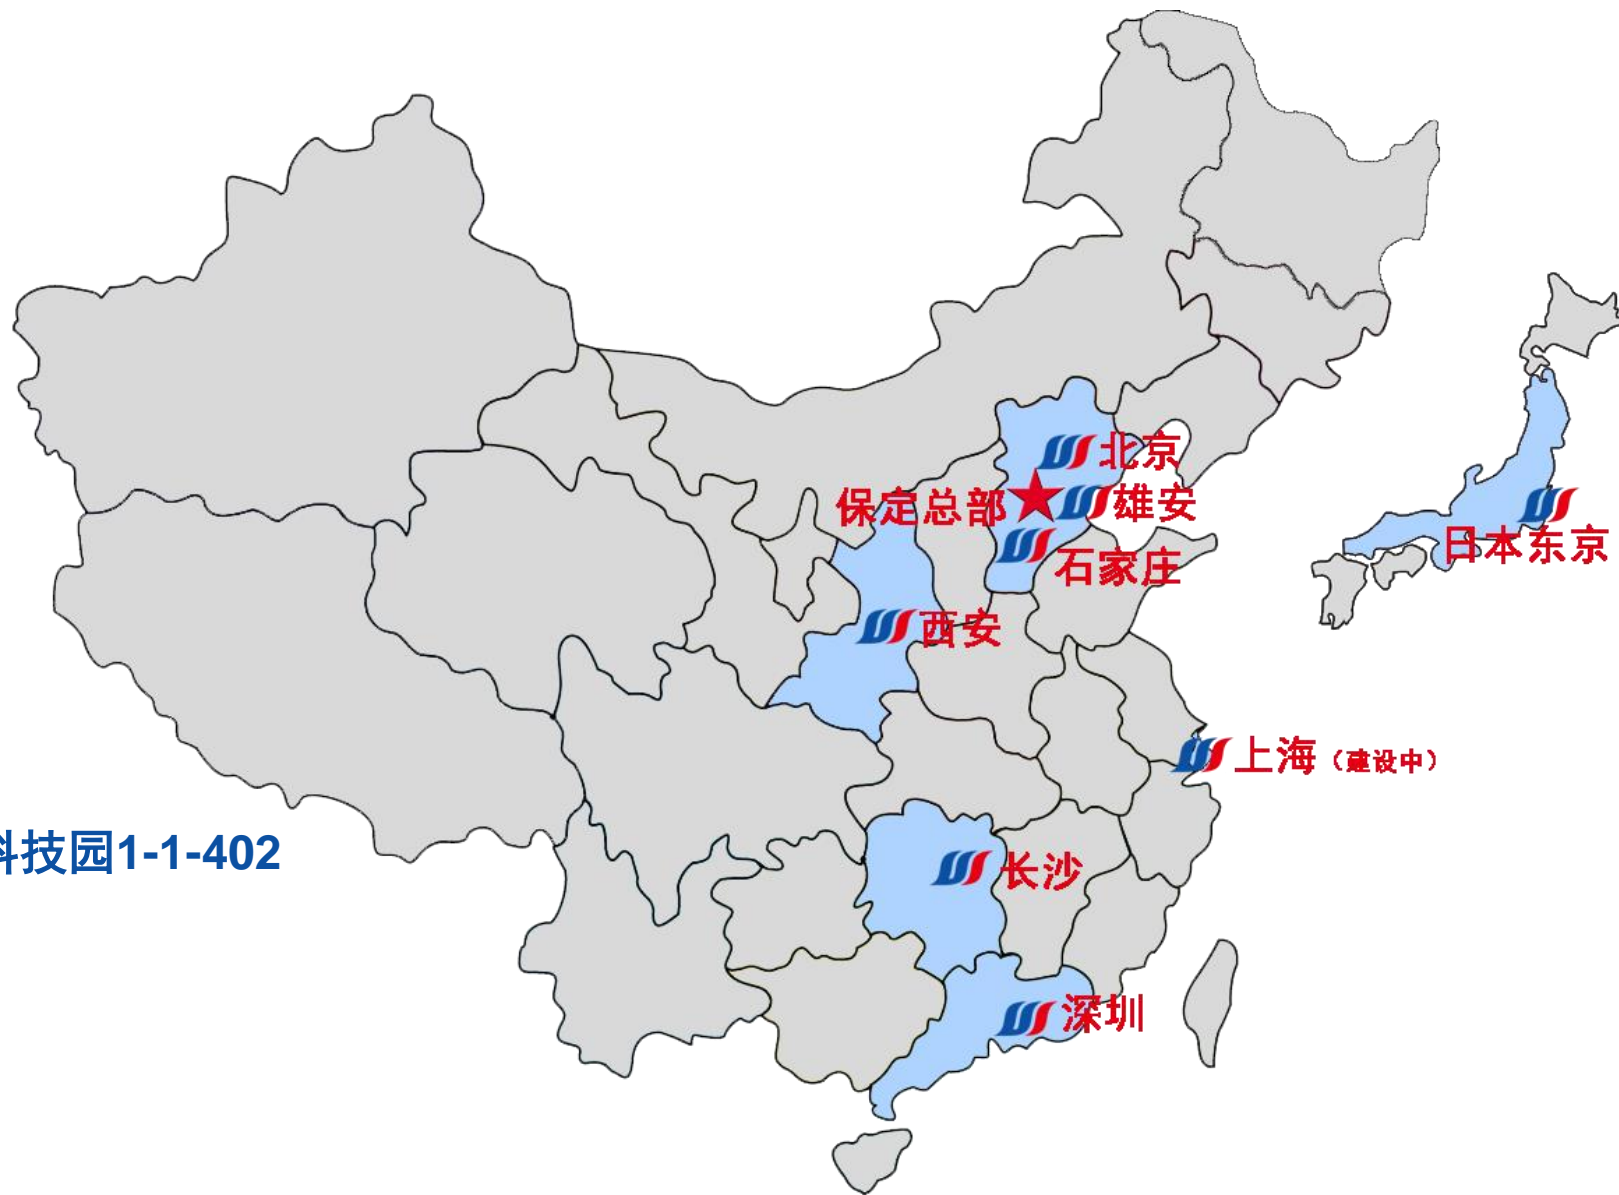 北京
保定总部
雄安
石家庄
日本东京
西安
上海（建设中）
技园1-1-402
长沙
深圳